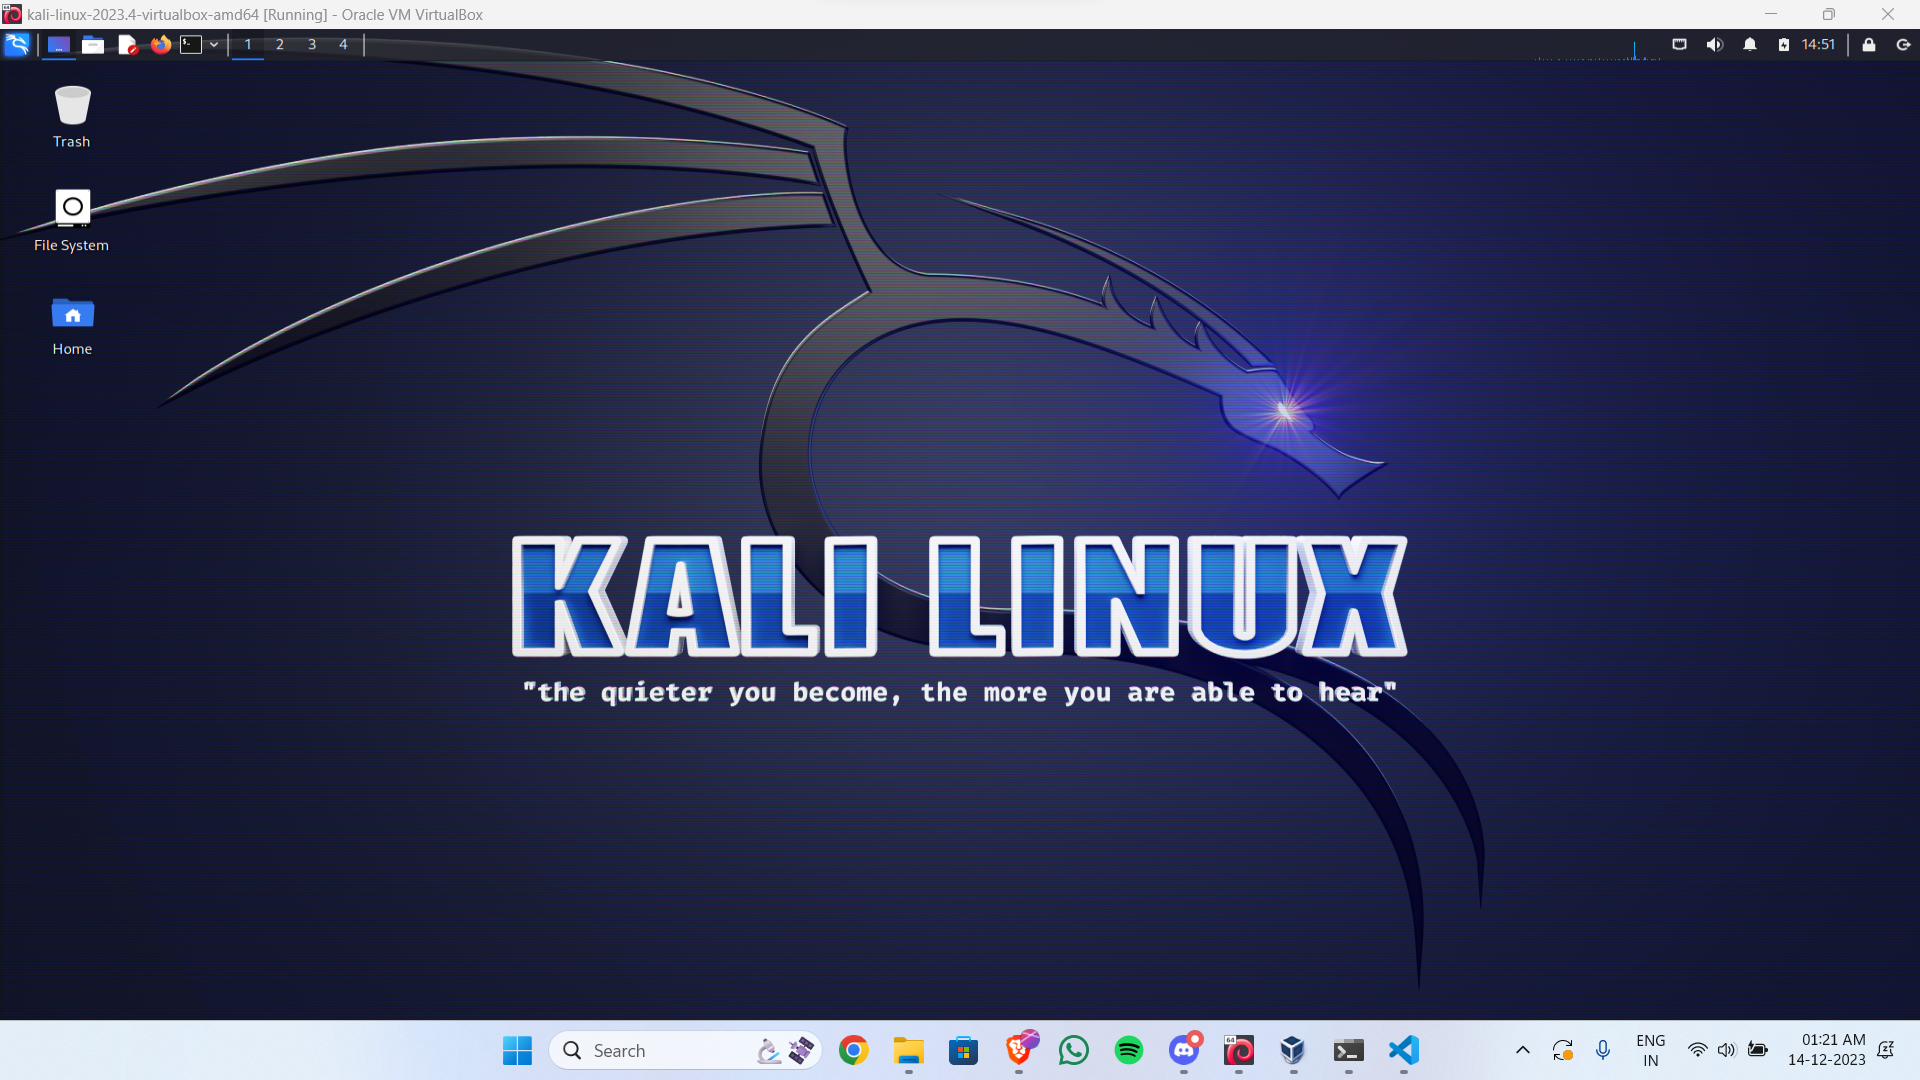 kali-linux-2023.4-virtualbox-amd64 [Running] - Oracle VM VirtualBox
1 2 3 4
14:51
Trash
File System
Home
KALI LINUX
"the quieter you become, the more you are able to hear"
Search
64
ENG
IN
01:21 AM
14-12-2023